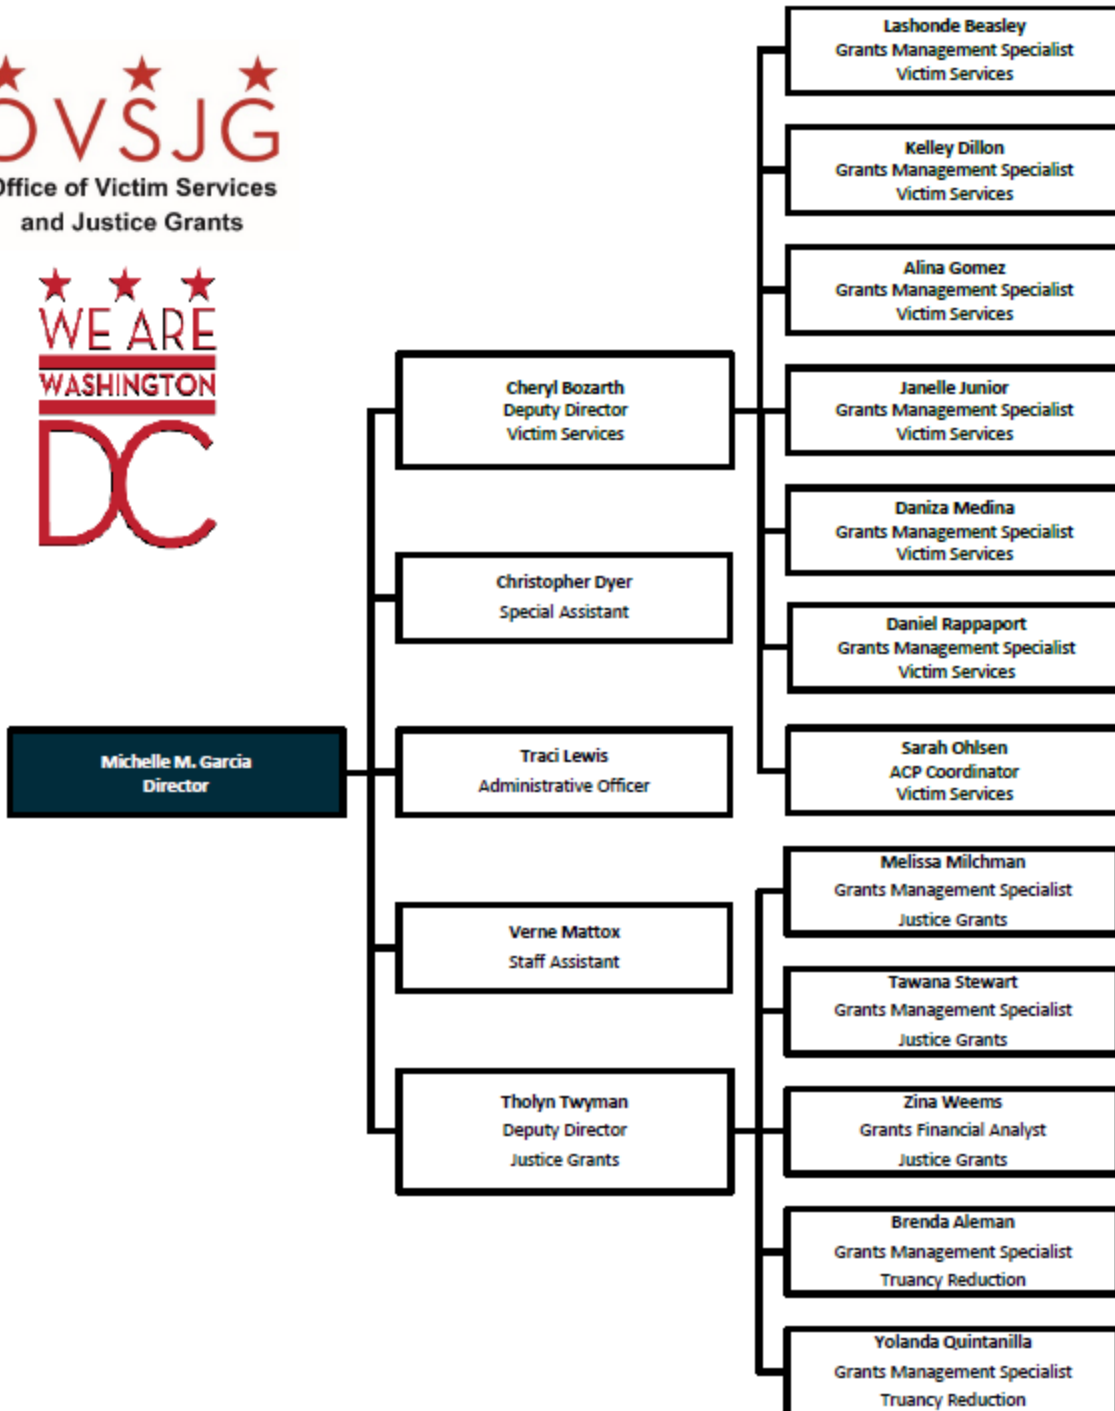 OVSJG
Office of Victim Services
and Justice Grants
WE ARE
WASHINGTON
DC
Michelle M. Garcia
Director
Cheryl Bozarth
Deputy Director
Victim Services
Christopher Dyer
Special Assistant
Traci Lewis
Administrative Officer
Verne Mattox
Staff Assistant
Tholyn Twyman
Deputy Director
Justice Grants
Lashonde Beasley
Grants Management Specialist
Victim Services
Kelley Dillon
Grants Management Specialist
Victim Services
Alina Gomez
Grants Management Specialist
Victim Services
Janelle Junior
Grants Management Specialist
Victim Services
Daniza Medina
Grants Management Specialist
Victim Services
Daniel Rappaport
Grants Management Specialist
Victim Services
Sarah Ohlsen
ACP Coordinator
Victim Services
Melissa Milchman
Grants Management Specialist
Justice Grants
Tawana Stewart
Grants Management Specialist
Justice Grants
Zina Weems
Grants Financial Analyst
Justice Grants
Brenda Aleman
Grants Management Specialist
Truancy Reduction
Yolanda Quintanilla
Grants Management Specialist
Truancy Reduction